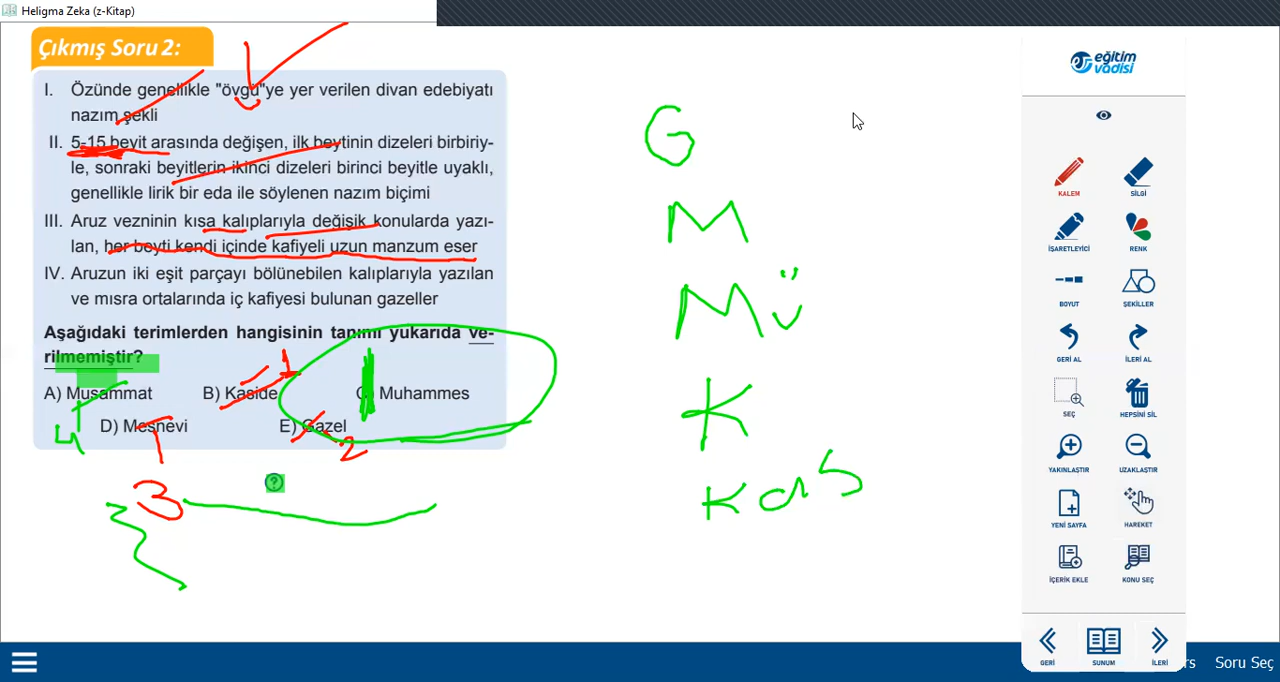 Heligma Zeka (z-Kitap)
Çıkmış Soru 2:
I. Özünde genellikle "övgü"ye yer verilen divan edebiyatı
nazım şekli
II. 5-15 beyit arasında değişen, ilk beytinin dizeleri birbiriy-
le, sonraki beyitlerin ikinci dizeleri birinci beyitle uyaklı,
genellikle lirik bir eda ile söylenen nazım biçimi
III. Aruz vezninin kısa kalıplarıyla değişik konularda yazı-
lan, her beyti kendi içinde kafiyeli uzun manzum eser
IV. Aruzun iki eşit parçayı bölünebilen kalıplarıyla yazılan
ve mısra ortalarında iç kafiyesi bulunan gazeller
Aşağıdaki terimlerden hangisinin tanımı yukarıda ve-
rilmemiştir?
1
A) Musammat B) Kaside C) Muhammes
D) Mesnevi E) Gazel
4
2
3
?
G
M
Mü
K
Kas
eğitim
vadisi
KALEM
SİLGİ
İŞARETLEYİCİ
RENK
BOYUT
ŞEKİLLER
GERİ AL
İLERİ AL
SEÇ
HEPSİNİ SİL
YAKINLAŞTIR
UZAKLAŞTIR
YENİ SAYFA
HAREKET
İÇERİK EKLE
KONU SEÇ
GERİ
SUNUM
İLERİ
rs
Soru Seç